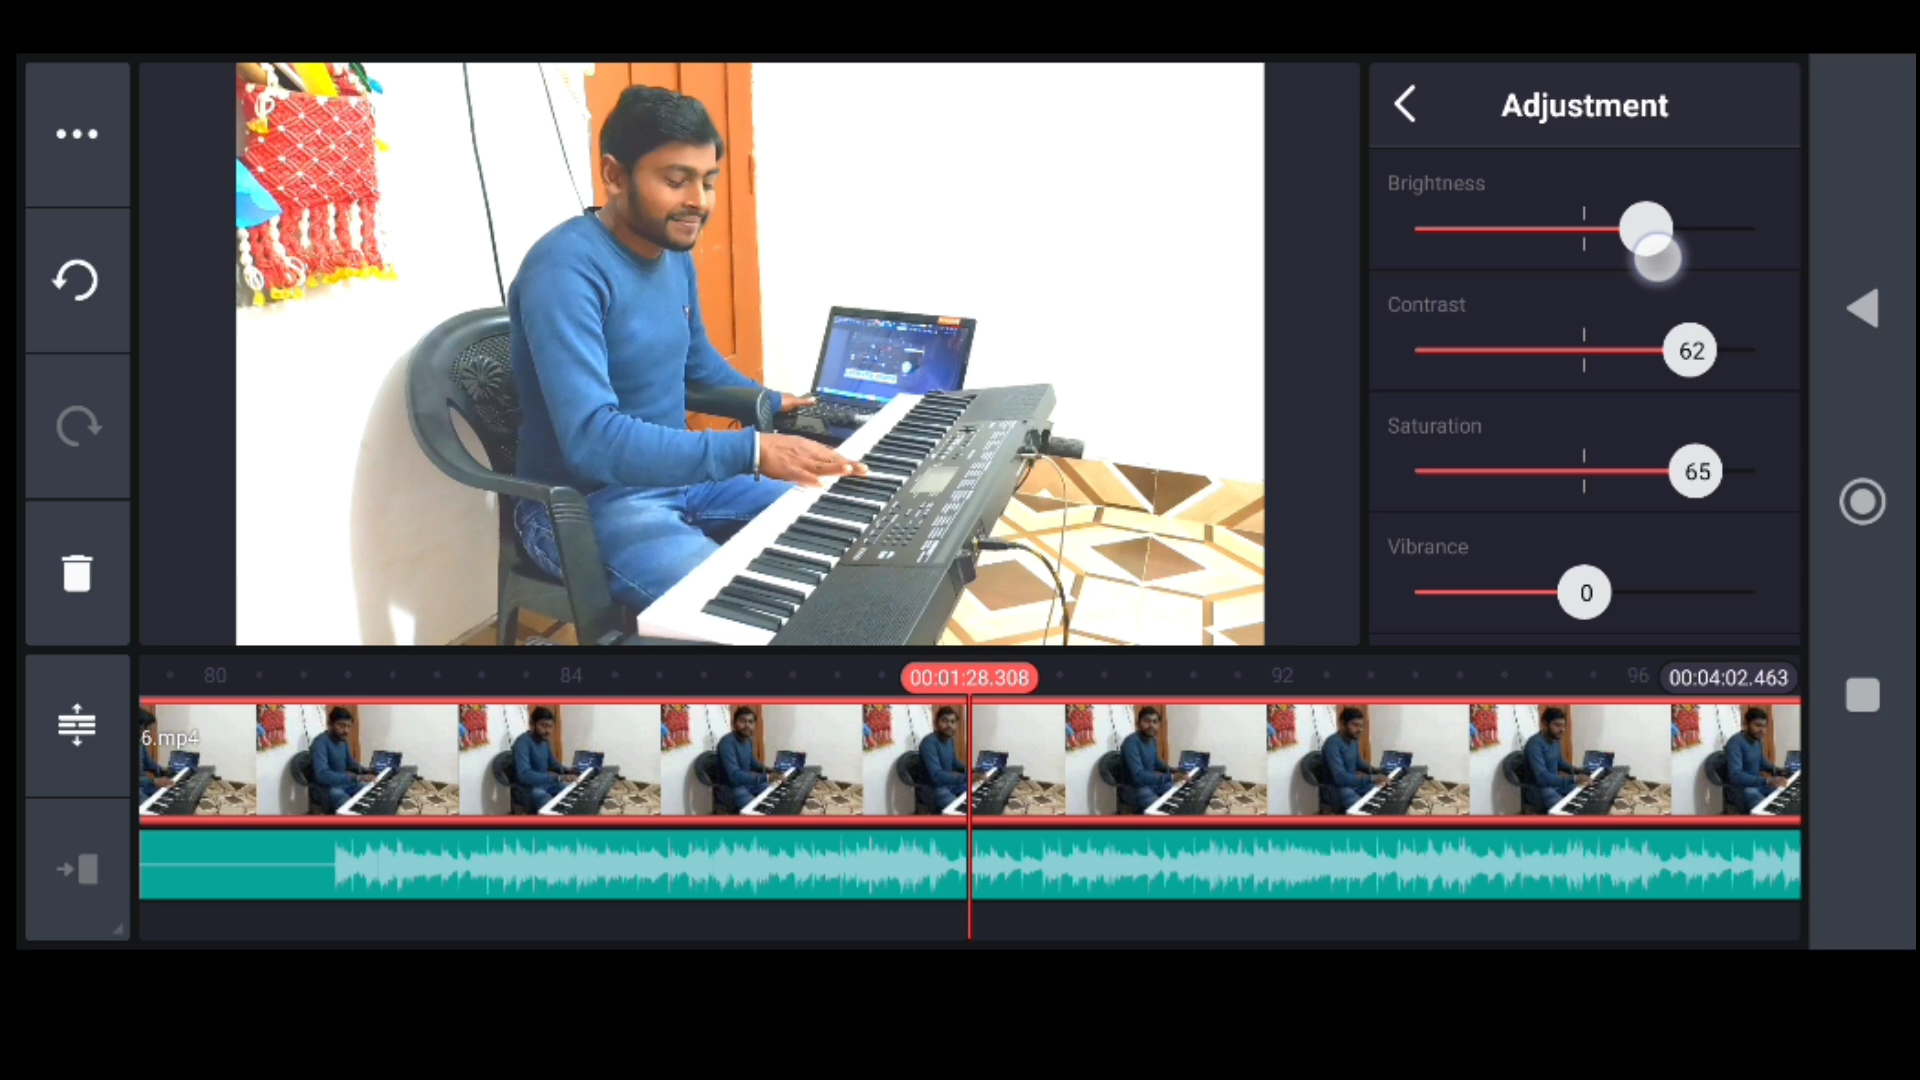 Adjustment
Brightness
Contrast
62
Saturation
65
Vibrance
0
80
84
00:01:28.308
92
96
00:04:02.463
6.mp4